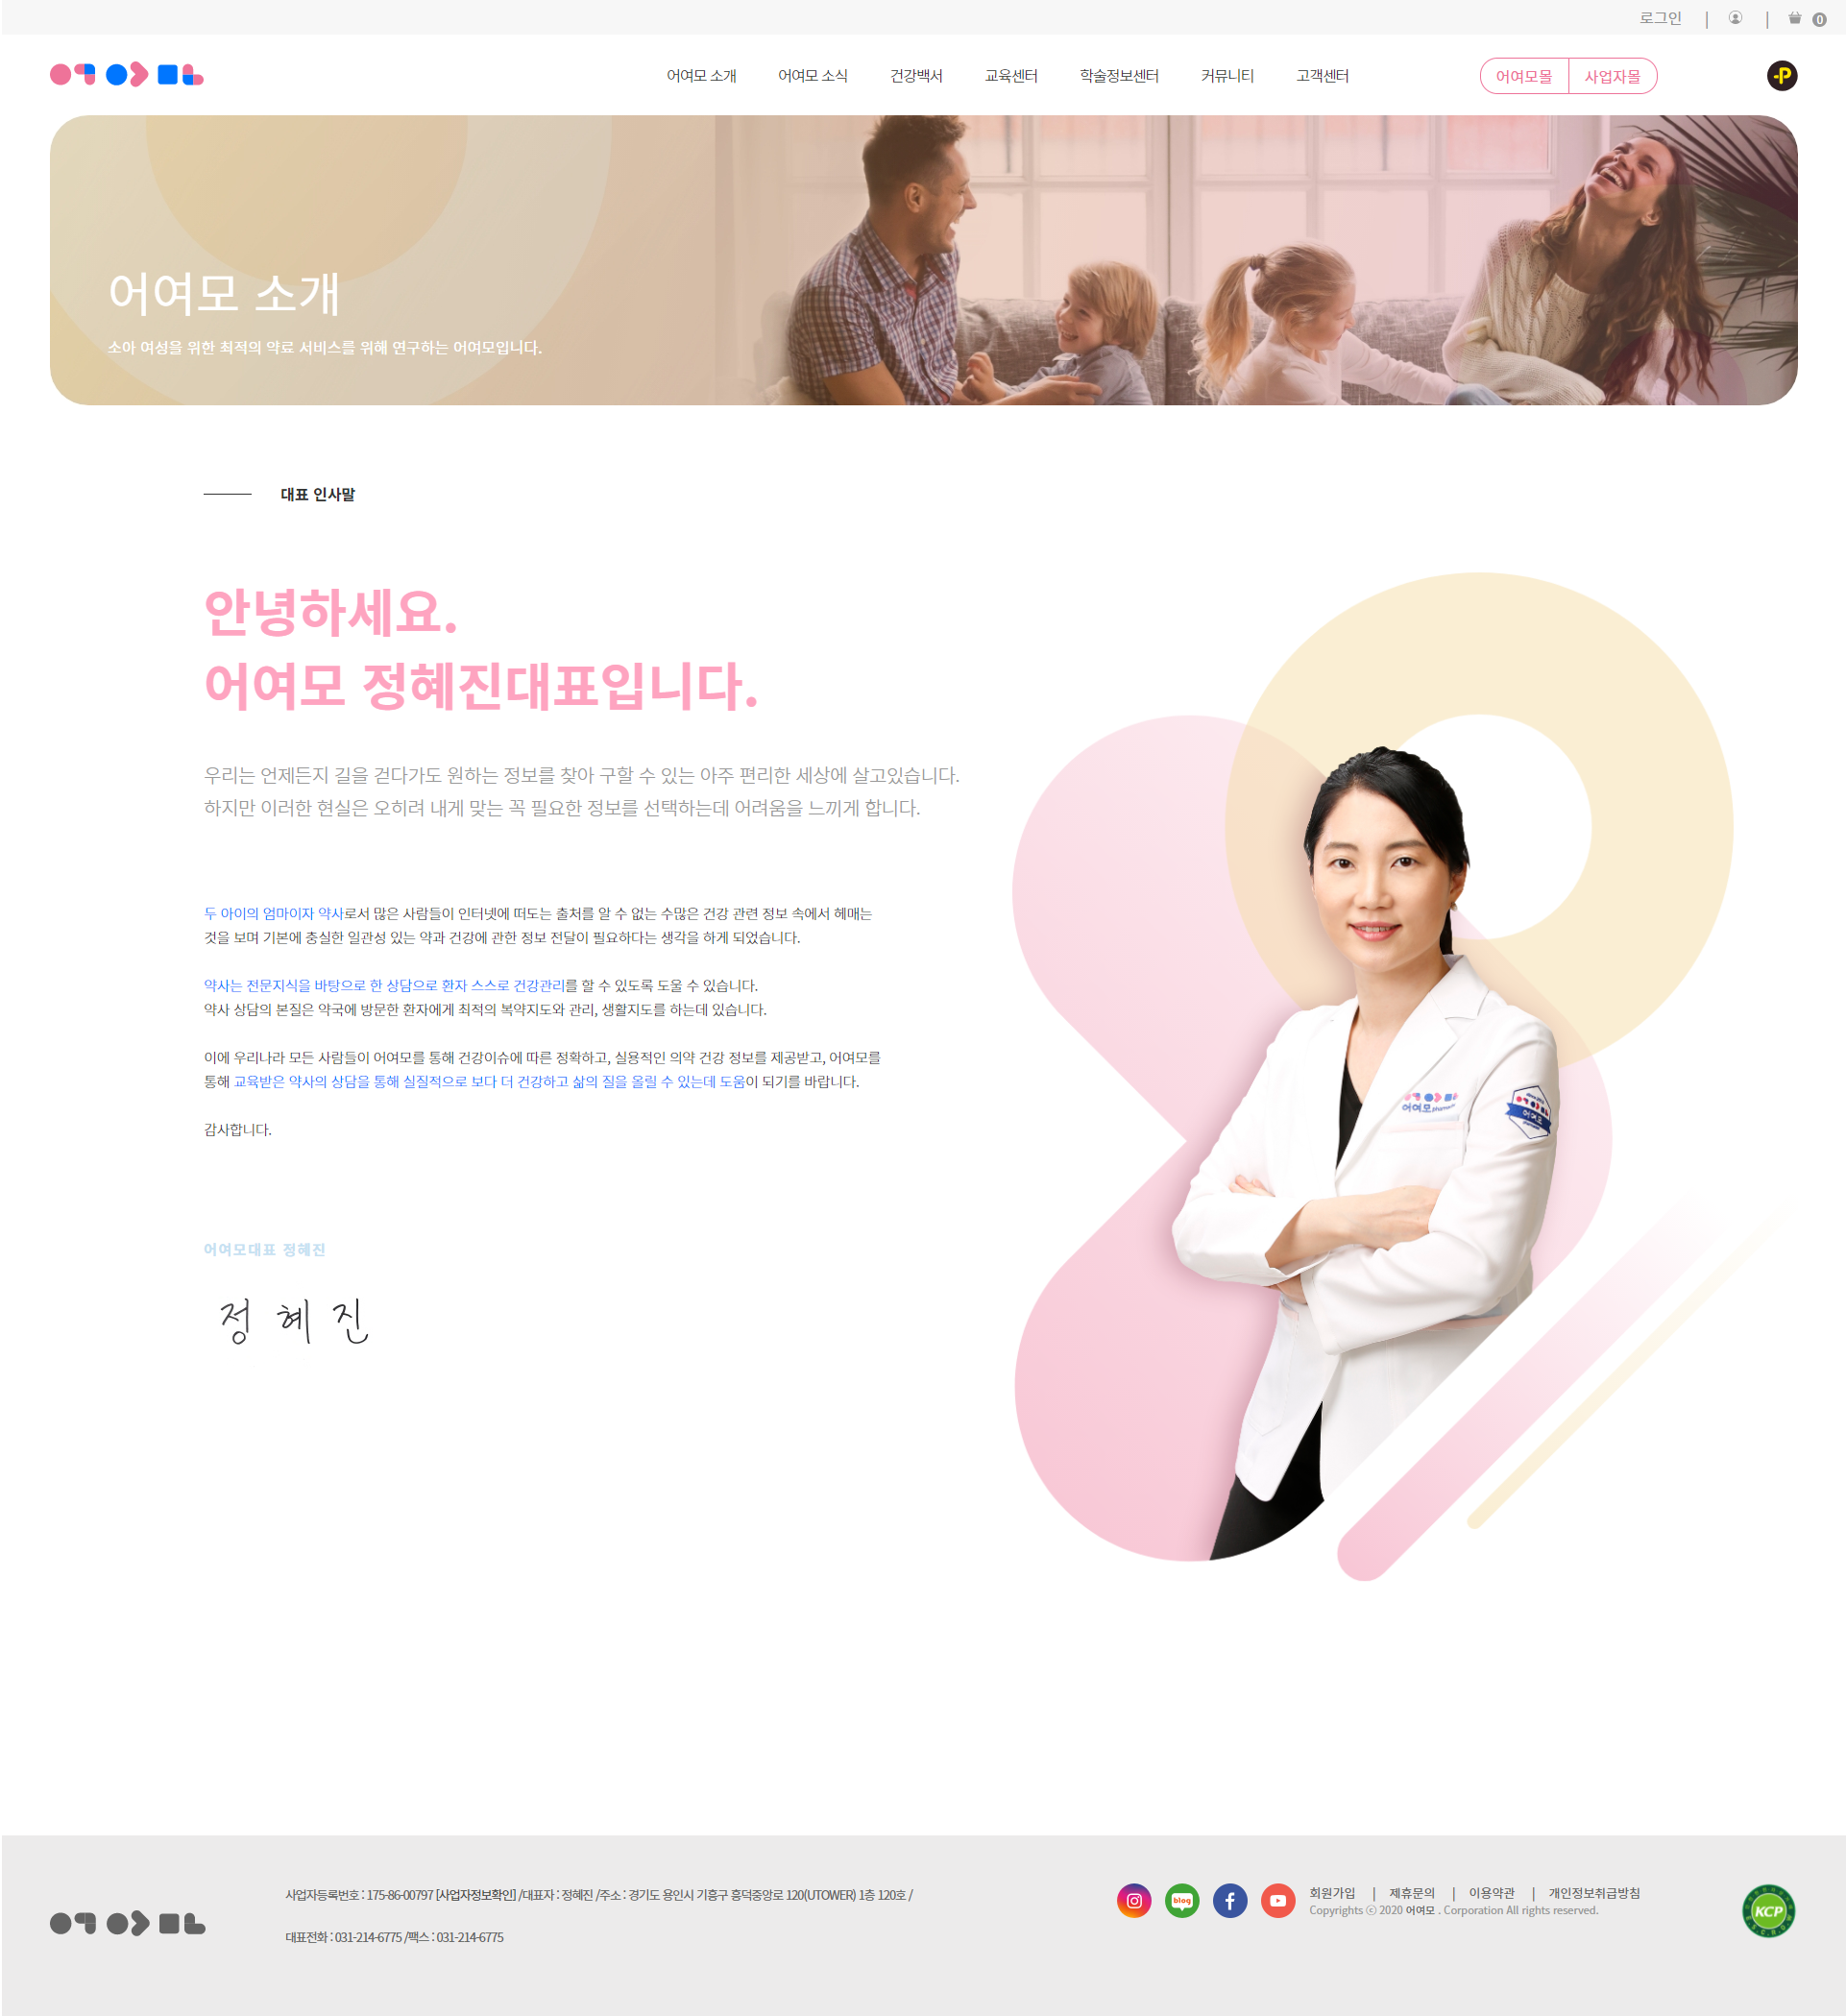 로그인 | | 0
어여모 소개 어여모 소식 건강백서 교육센터 학술정보센터 커뮤니티 고객센터 어여모몰 사업자몰
어여모 소개
소아 여성을 위한 최적의 약료 서비스를 위해 연구하는 어여모입니다.
대표 인사말
안녕하세요.
어여모 정혜진대표입니다.
우리는 언제든지 길을 걷다가도 원하는 정보를 찾아 구할 수 있는 아주 편리한 세상에 살고있습니다.
하지만 이러한 현실은 오히려 내게 맞는 꼭 필요한 정보를 선택하는데 어려움을 느끼게 합니다.
두 아이의 엄마이자 약사로서 많은 사람들이 인터넷에 떠도는 출처를 알 수 없는 수많은 건강 관련 정보 속에서 헤매는
것을 보며 기본에 충실한 일관성 있는 약과 건강에 관한 정보 전달이 필요하다는 생각을 하게 되었습니다.
약사는 전문지식을 바탕으로 한 상담으로 환자 스스로 건강관리를 할 수 있도록 도울 수 있습니다.
약사 상담의 본질은 약국에 방문한 환자에게 최적의 복약지도와 관리, 생활지도를 하는데 있습니다.
이에 우리나라 모든 사람들이 어여모를 통해 건강이슈에 따른 정확하고, 실용적인 의약 건강 정보를 제공받고, 어여모를
통해 교육받은 약사의 상담을 통해 실질적으로 보다 더 건강하고 삶의 질을 올릴 수 있는데 도움이 되기를 바랍니다.
감사합니다.
어여모대표 정혜진
정 혜 진
어여모
어여모
사업자등록번호 : 175-86-00797 [사업자정보확인] /대표자 : 정혜진 /주소 : 경기도 용인시 기흥구 흥덕중앙로 120(UTOWER) 1층 120호 /
대표전화 : 031-214-6775 /팩스 : 031-214-6775
blog
회원가입 | 제휴문의 | 이용약관 | 개인정보취급방침
Copyrights ⓒ 2020 어여모 . Corporation All rights reserved.
KCP